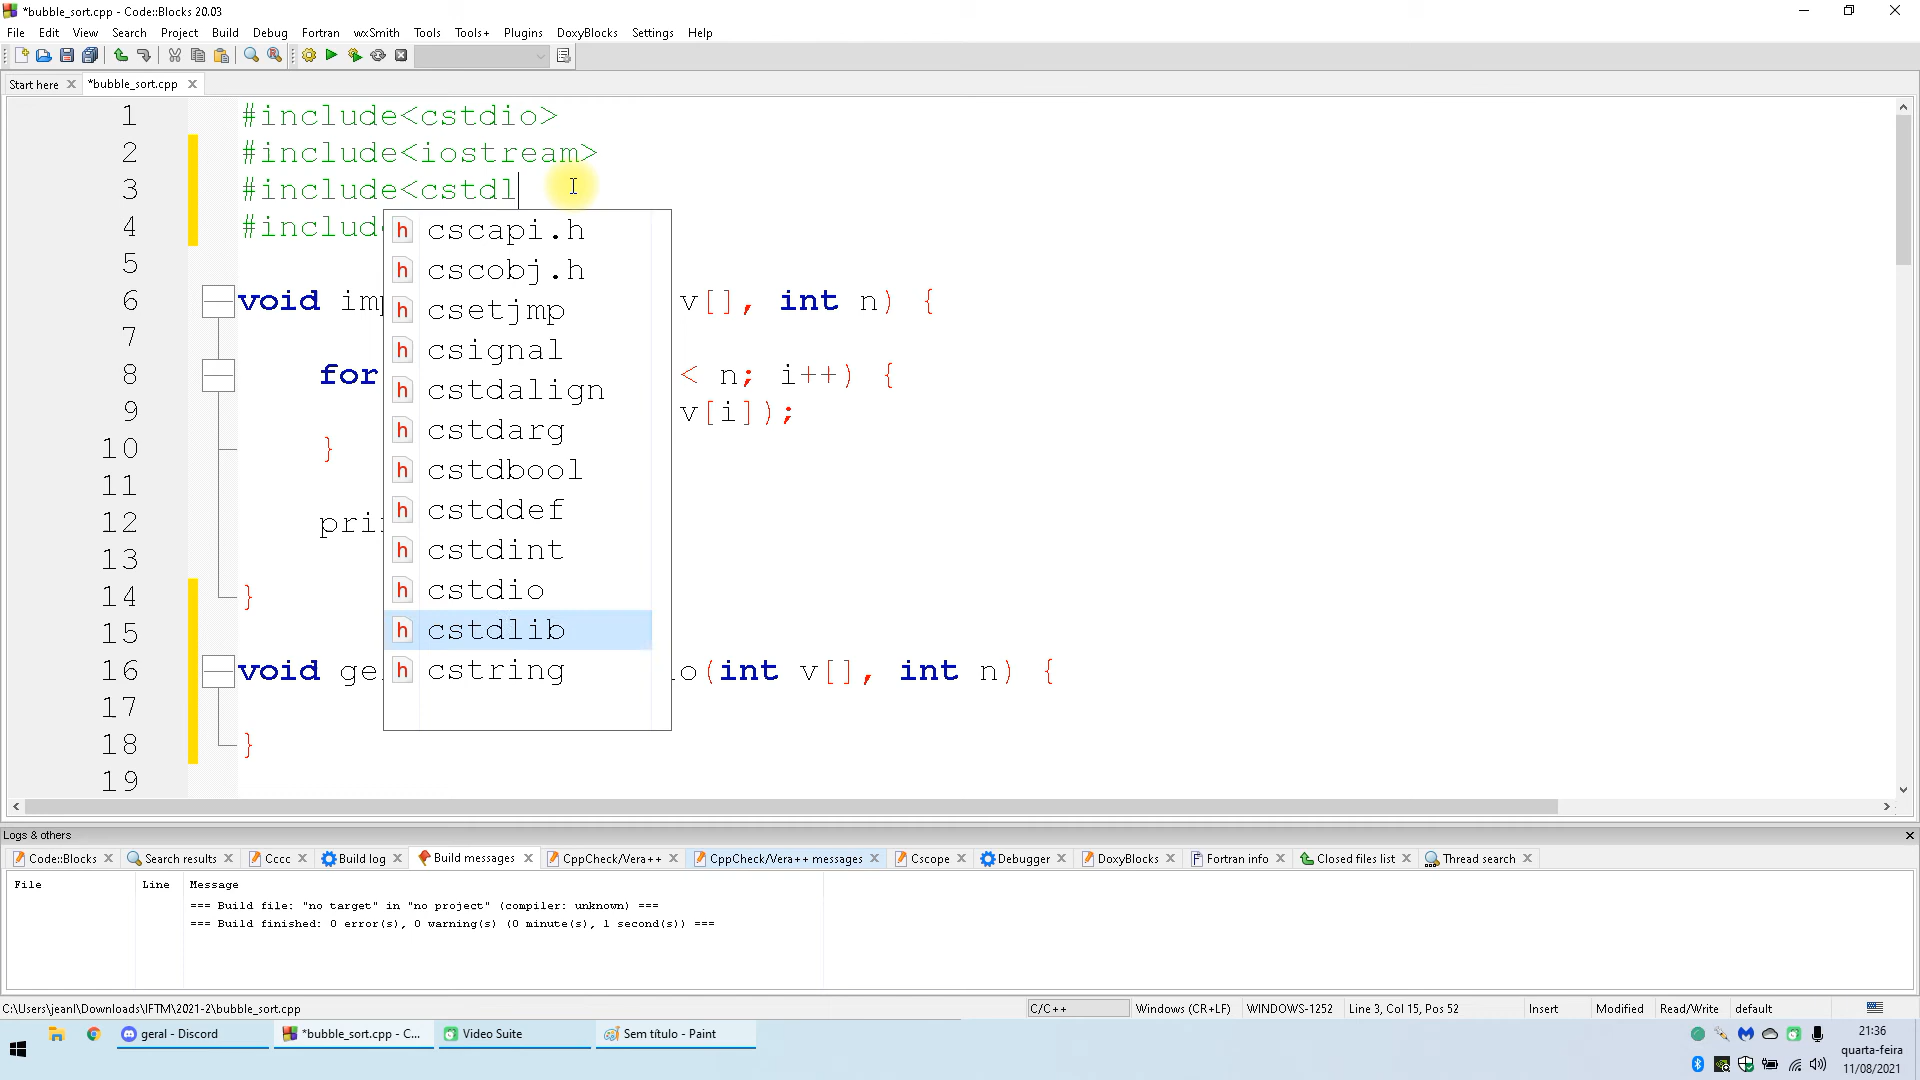 *bubble_sort.cpp - Code::Blocks 20.03
File Edit View Search Project Build Debug Fortran wxSmith Tools Tools+ Plugins DoxyBlocks Settings Help
Start here *bubble_sort.cpp
1 #include<cstdio>
2 #include<iostream>
3 #include<cstdl
4 #include
cscapi.h
cscobj.h
csetjmp
csignal
cstdalign
cstdarg
cstdbool
cstddef
cstdint
cstdio
cstdlib
cstring
5
6 void imp v[], int n) {
7
8 for < n; i++) {
9 v[i]);
10 }
11
12 prin
13
14 }
15
16 void ge o(int v[], int n) {
17
18 }
19
Logs & others
Code::Blocks Search results Cccc Build log Build messages CppCheck/Vera++ CppCheck/Vera++ messages Cscope Debugger DoxyBlocks Fortran info Closed files list Thread search
File Line Message
=== Build file: "no target" in "no project" (compiler: unknown) ===
=== Build finished: 0 error(s), 0 warning(s) (0 minute(s), 1 second(s)) ===
C:\Users\jeanl\Downloads\IFTM\2021-2\bubble_sort.cpp C/C++ Windows (CR+LF) WINDOWS-1252 Line 3, Col 15, Pos 52 Insert Modified Read/Write default
geral - Discord *bubble_sort.cpp - C... Video Suite Sem título - Paint
21:36
quarta-feira
11/08/2021